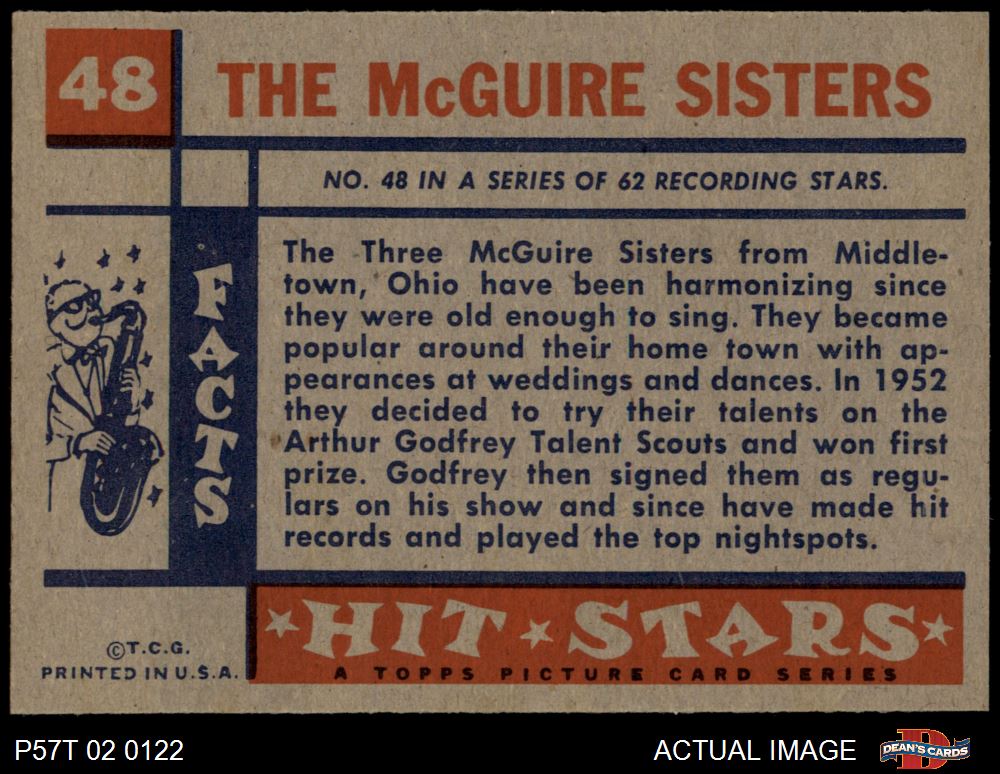 48
THE McGUIRE SISTERS
NO. 48 IN A SERIES OF 62 RECORDING STARS.
FACTS
The Three McGuire Sisters from Middle-
town, Ohio have been harmonizing since
they were old enough to sing. They became
popular around their home town with ap-
pearances at weddings and dances. In 1952
they decided to try their talents on the
Arthur Godfrey Talent Scouts and won first
prize. Godfrey then signed them as regu-
lars on his show and since have made hit
records and played the top nightspots.
©T.C.G.
PRINTED IN U.S.A.
HIT STARS
A TOPPS PICTURE CARD SERIES
P57T 02 0122
ACTUAL IMAGE
DEAN'S CARDS